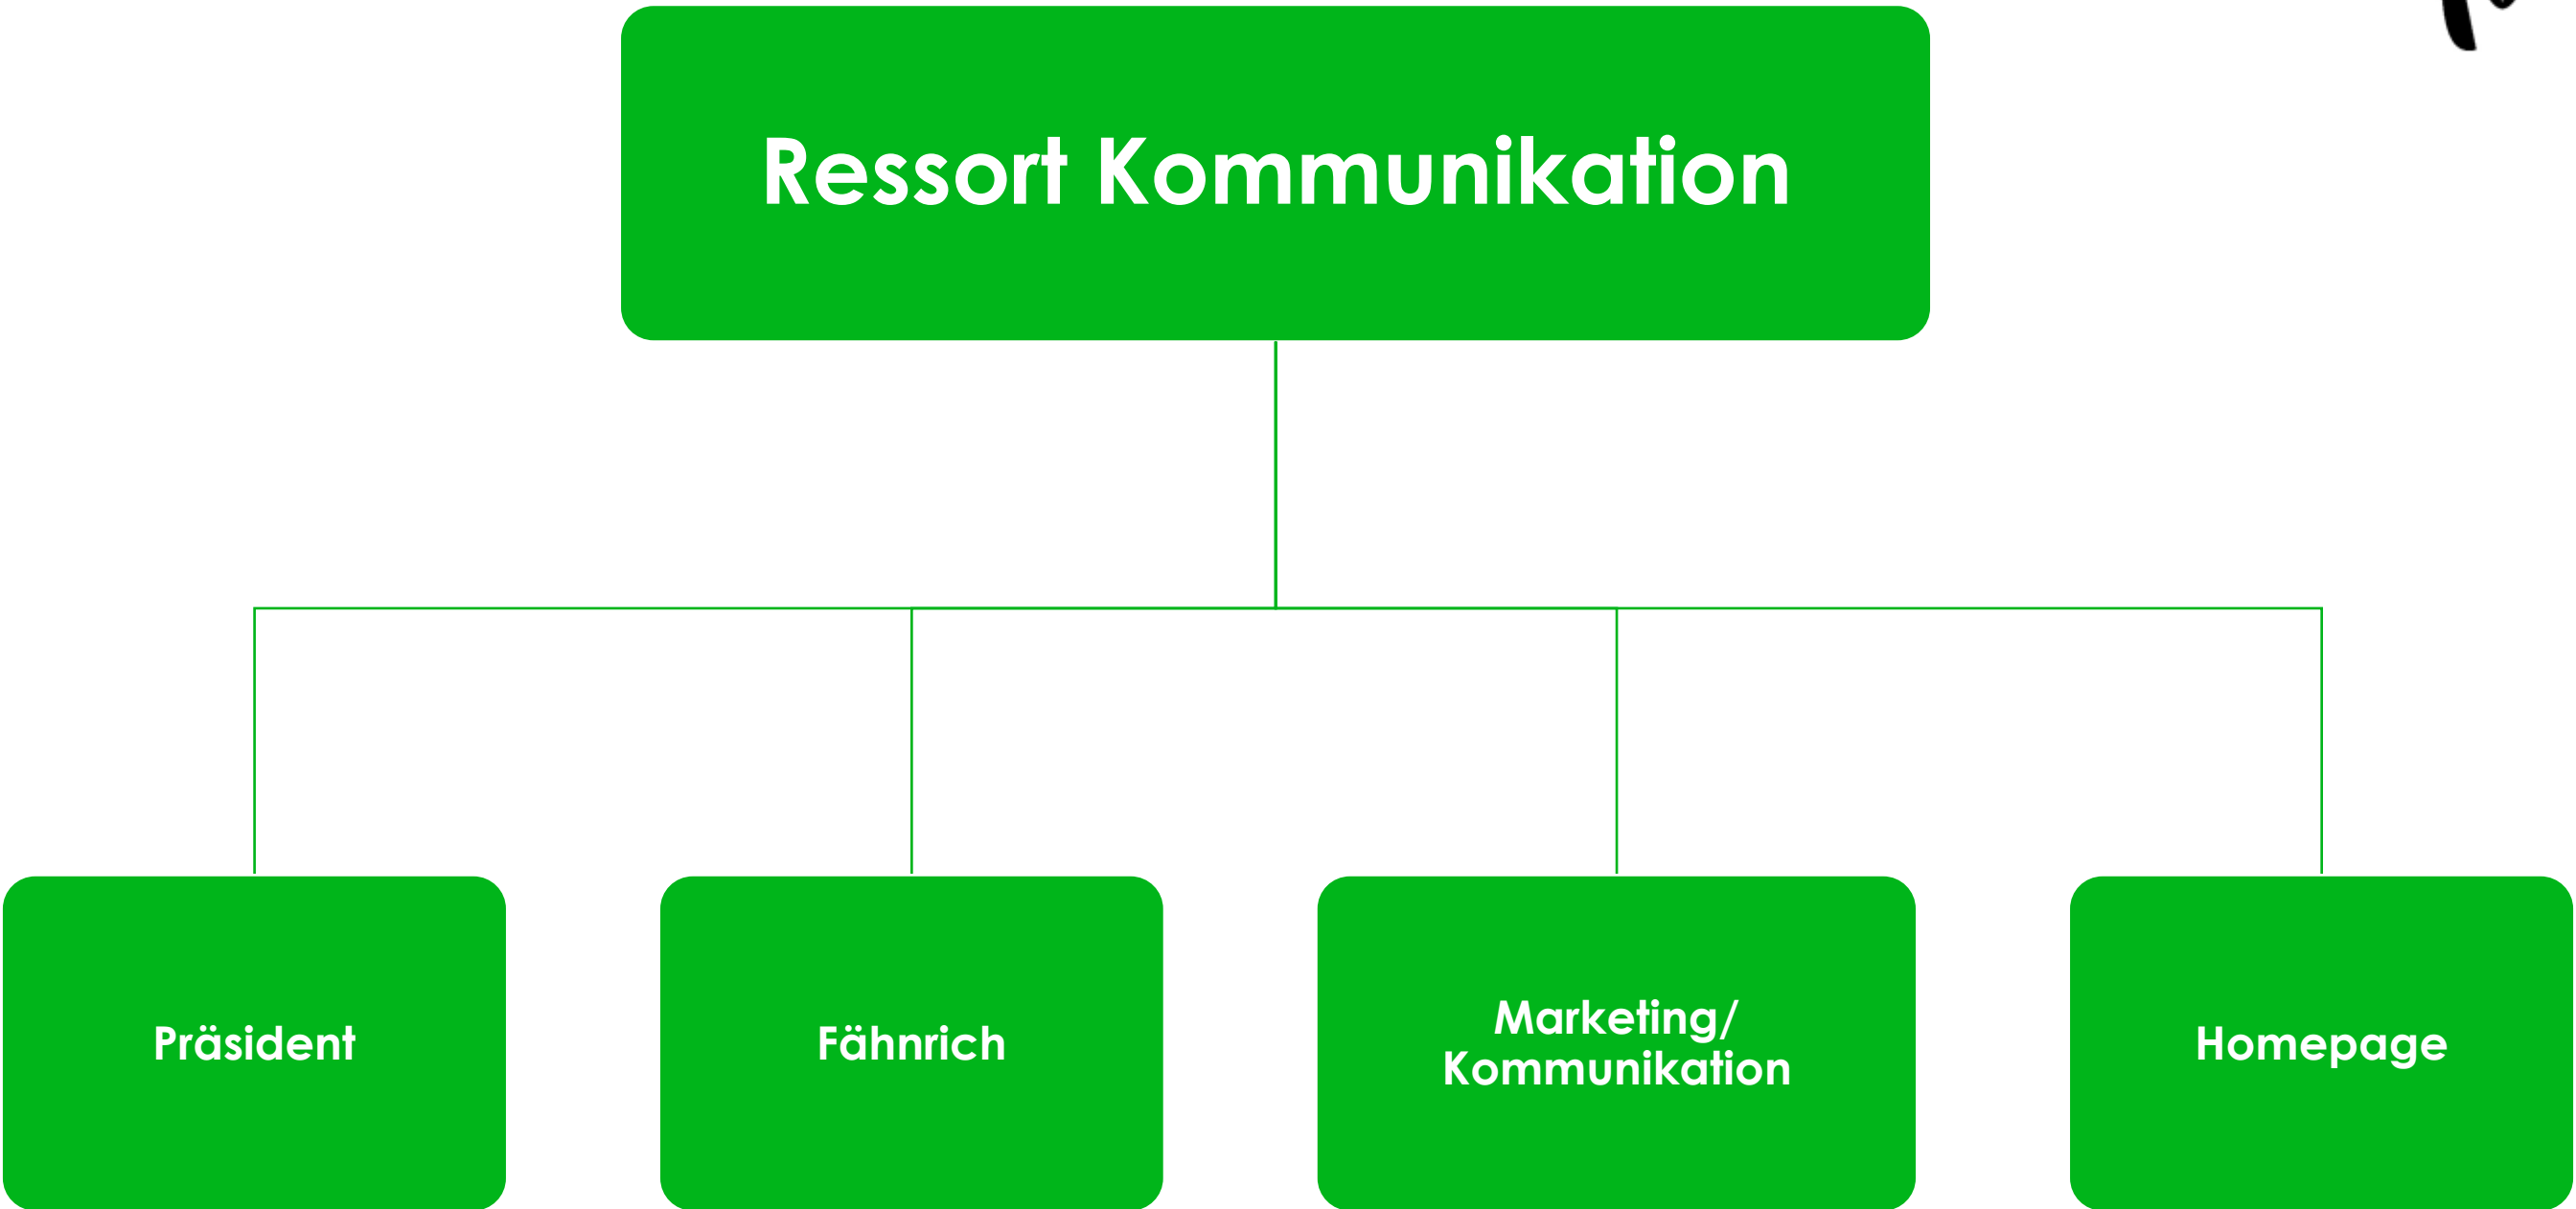 Ressort Kommunikation
Präsident
Fähnrich
Marketing/
Kommunikation
Homepage